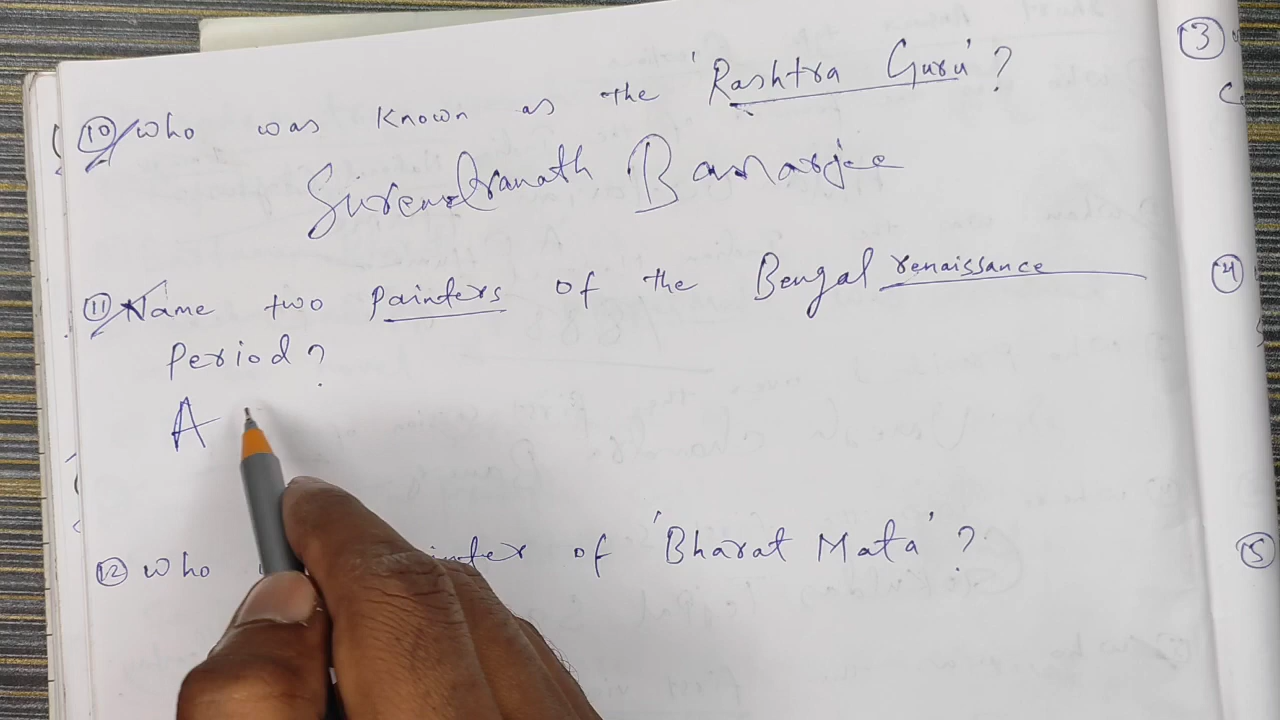 10 Who was known as the 'Rashtra Guru'?
Surendranath Banarjee
11 Name two painters of the Bengal renaissance
Period?
A
12 Who of 'Bharat Mata'?
3
4
5